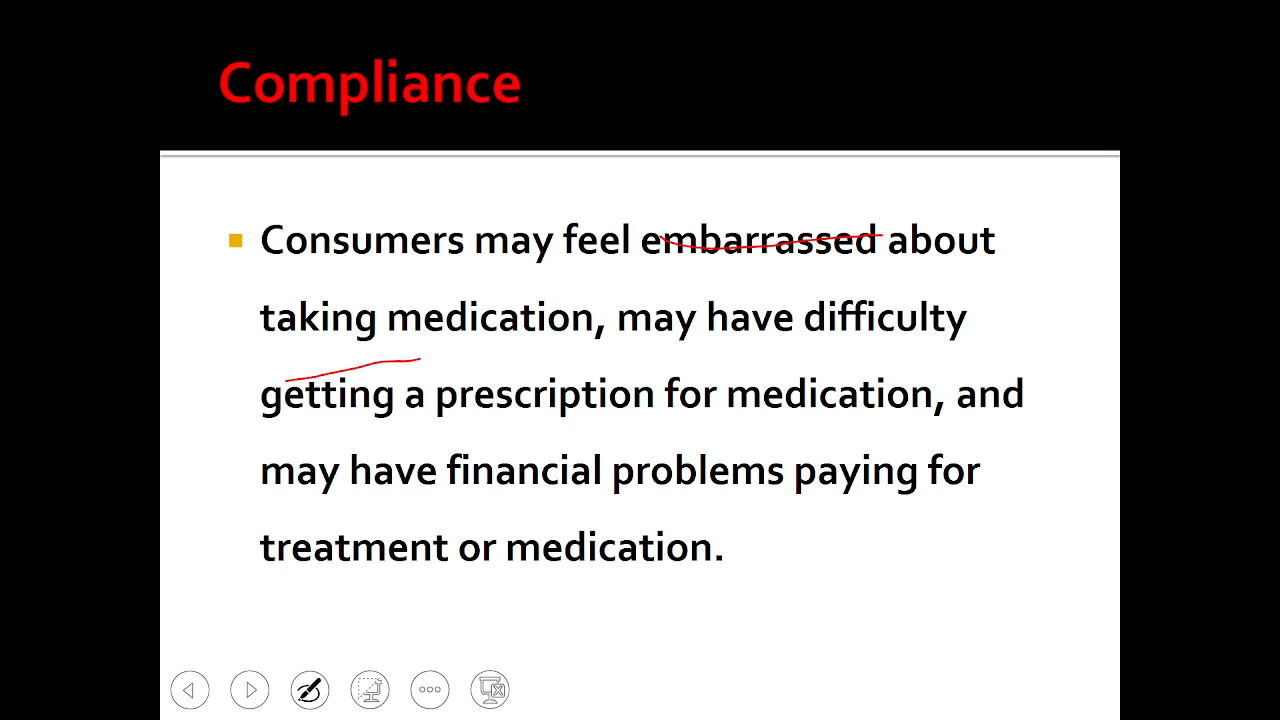 Compliance
Consumers may feel embarrassed about
taking medication, may have difficulty
getting a prescription for medication, and
may have financial problems paying for
treatment or medication.